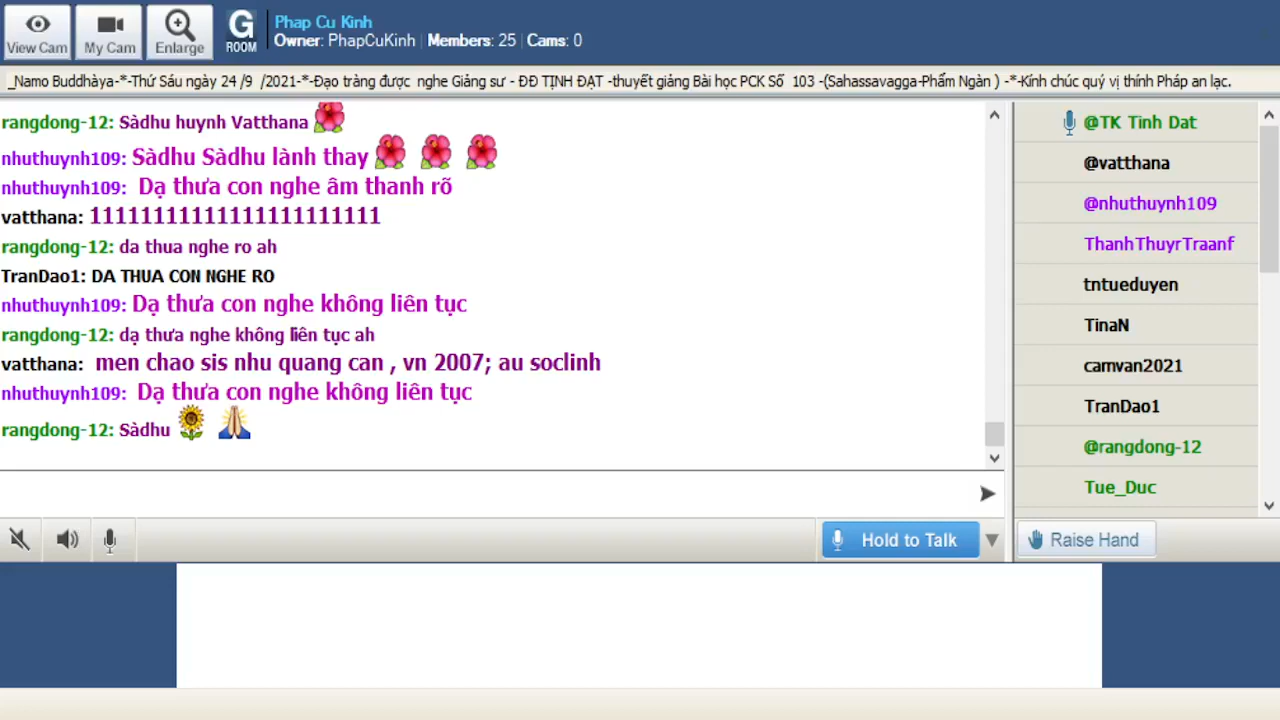 View Cam
My Cam
Enlarge
G
ROOM
Phap Cu Kinh
Owner: PhapCuKinh | Members: 25 | Cams: 0
_Namo Buddhàya-*-Thứ Sáu ngày 24 /9 /2021-*-Đạo tràng được nghe Giảng sư - ĐĐ TỊNH ĐẠT -thuyết giảng Bài học PCK Số 103 -(Sahassavagga-Phẩm Ngàn ) -*-Kính chúc quý vị thính Pháp an lạc.
rangdong-12: Sàdhu huynh Vatthana
nhuthuynh109: Sàdhu Sàdhu lành thay
nhuthuynh109: Dạ thưa con nghe âm thanh rõ
vatthana: 11111111111111111111111
rangdong-12: da thua nghe ro ah
TranDao1: DA THUA CON NGHE RO
nhuthuynh109: Dạ thưa con nghe không liên tục
rangdong-12: dạ thưa nghe không liên tục ah
vatthana: men chao sis nhu quang can , vn 2007; au soclinh
nhuthuynh109: Dạ thưa con nghe không liên tục
rangdong-12: Sàdhu
@TK Tinh Dat
@vatthana
@nhuthuynh109
ThanhThuyrTraanf
tntueduyen
TinaN
camvan2021
TranDao1
@rangdong-12
Tue_Duc
Hold to Talk
Raise Hand